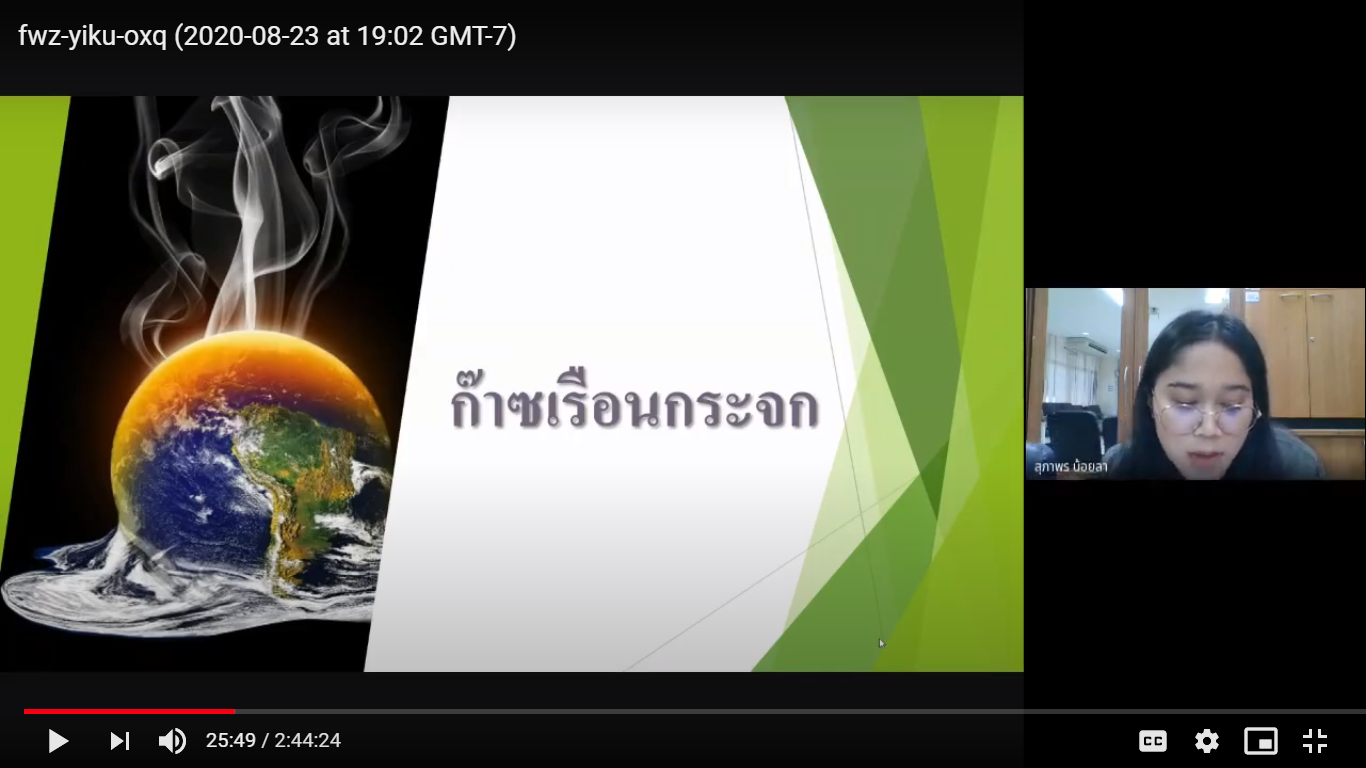 fwz-yiku-oxq (2020-08-23 at 19:02 GMT-7)
ก๊าซเรือนกระจก
สุภาพร น้อยลา
25:49 / 2:44:24
CC